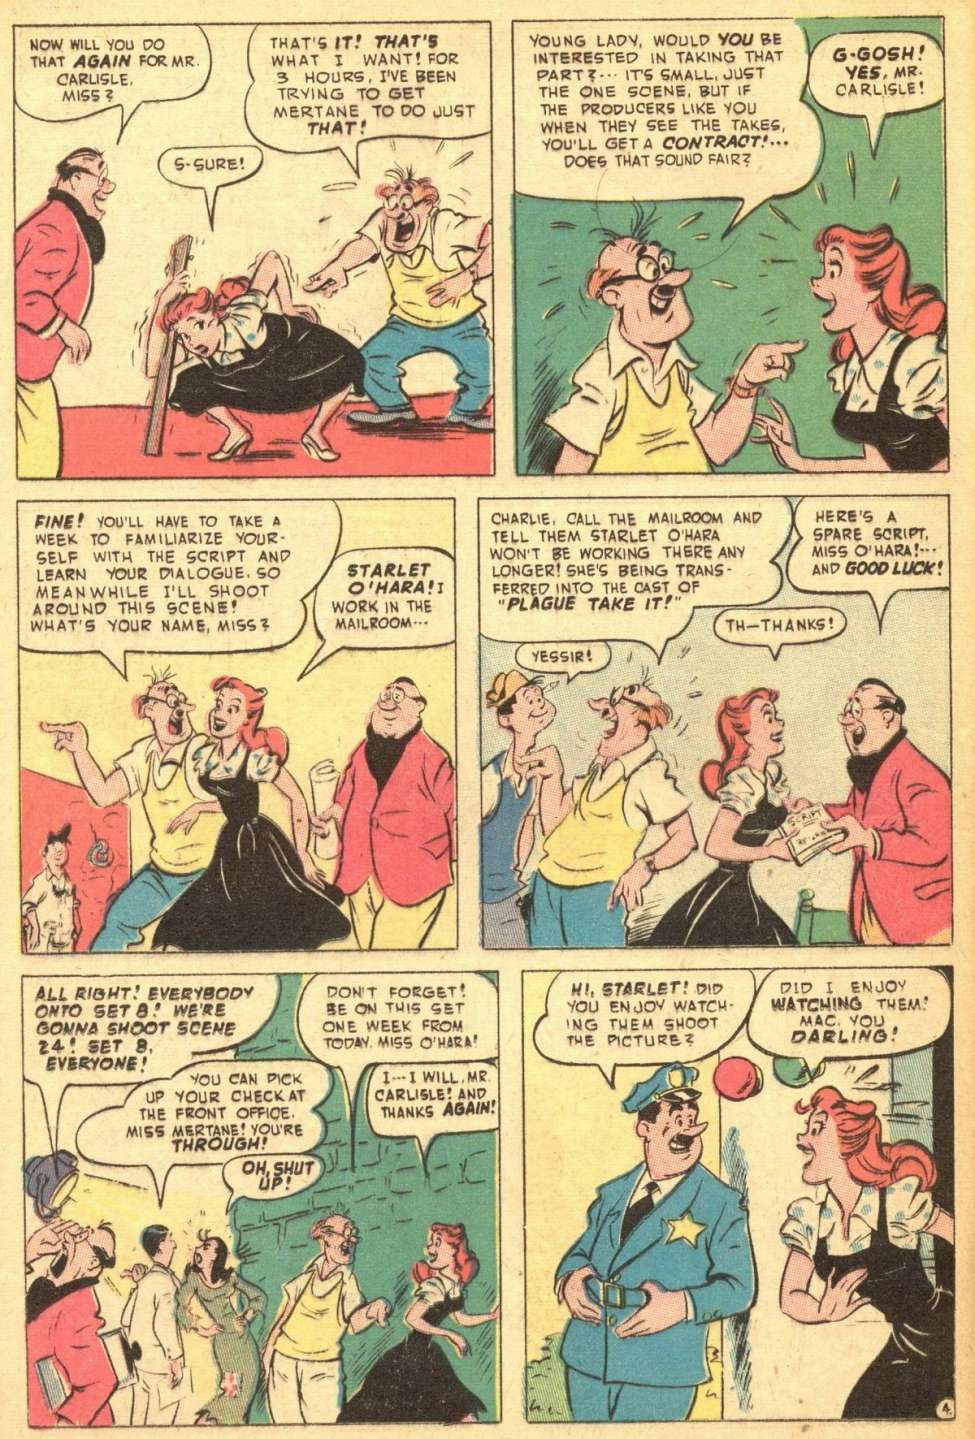 NOW WILL YOU DO
THAT AGAIN FOR MR.
CARLISLE,
MISS?
S-SURE!
THAT'S IT! THAT'S
WHAT I WANT! FOR
3 HOURS, I'VE BEEN
TRYING TO GET
MERTANE TO DO JUST
THAT!
YOUNG LADY, WOULD YOU BE
INTERESTED IN TAKING THAT
PART?... IT'S SMALL, JUST
THE ONE SCENE, BUT IF
THE PRODUCERS LIKE YOU
WHEN THEY SEE THE TAKES,
YOU'LL GET A CONTRACT!...
DOES THAT SOUND FAIR?
G-GOSH!
YES, MR.
CARLISLE!
FINE! YOU'LL HAVE TO TAKE A
WEEK TO FAMILIARIZE YOUR-
SELF WITH THE SCRIPT AND
LEARN YOUR DIALOGUE, SO
MEANWHILE I'LL SHOOT
AROUND THIS SCENE!
WHAT'S YOUR NAME, MISS?
STARLET
O'HARA! I
WORK IN THE
MAILROOM...
CHARLIE, CALL THE MAILROOM AND
TELL THEM STARLET O'HARA
WON'T BE WORKING THERE ANY
LONGER! SHE'S BEING TRANS-
FERRED INTO THE CAST OF
"PLAGUE TAKE IT!"
YESSIR!
TH-THANKS!
HERE'S A
SPARE SCRIPT,
MISS O'HARA!...
AND GOOD LUCK!
SCRIPT
ALL RIGHT! EVERYBODY
ONTO SET 8! WE'RE
GONNA SHOOT SCENE
24! SET 8,
EVERYONE!
YOU CAN PICK
UP YOUR CHECK AT
THE FRONT OFFICE,
MISS MERTANE! YOU'RE
THROUGH!
OH, SHUT
UP!
DON'T FORGET!
BE ON THIS SET
ONE WEEK FROM
TODAY, MISS O'HARA!
I...I WILL, MR.
CARLISLE! AND
THANKS AGAIN!
HI, STARLET! DID
YOU ENJOY WATCH-
ING THEM SHOOT
THE PICTURE?
DID I ENJOY
WATCHING THEM!
MAC, YOU
DARLING!
4.